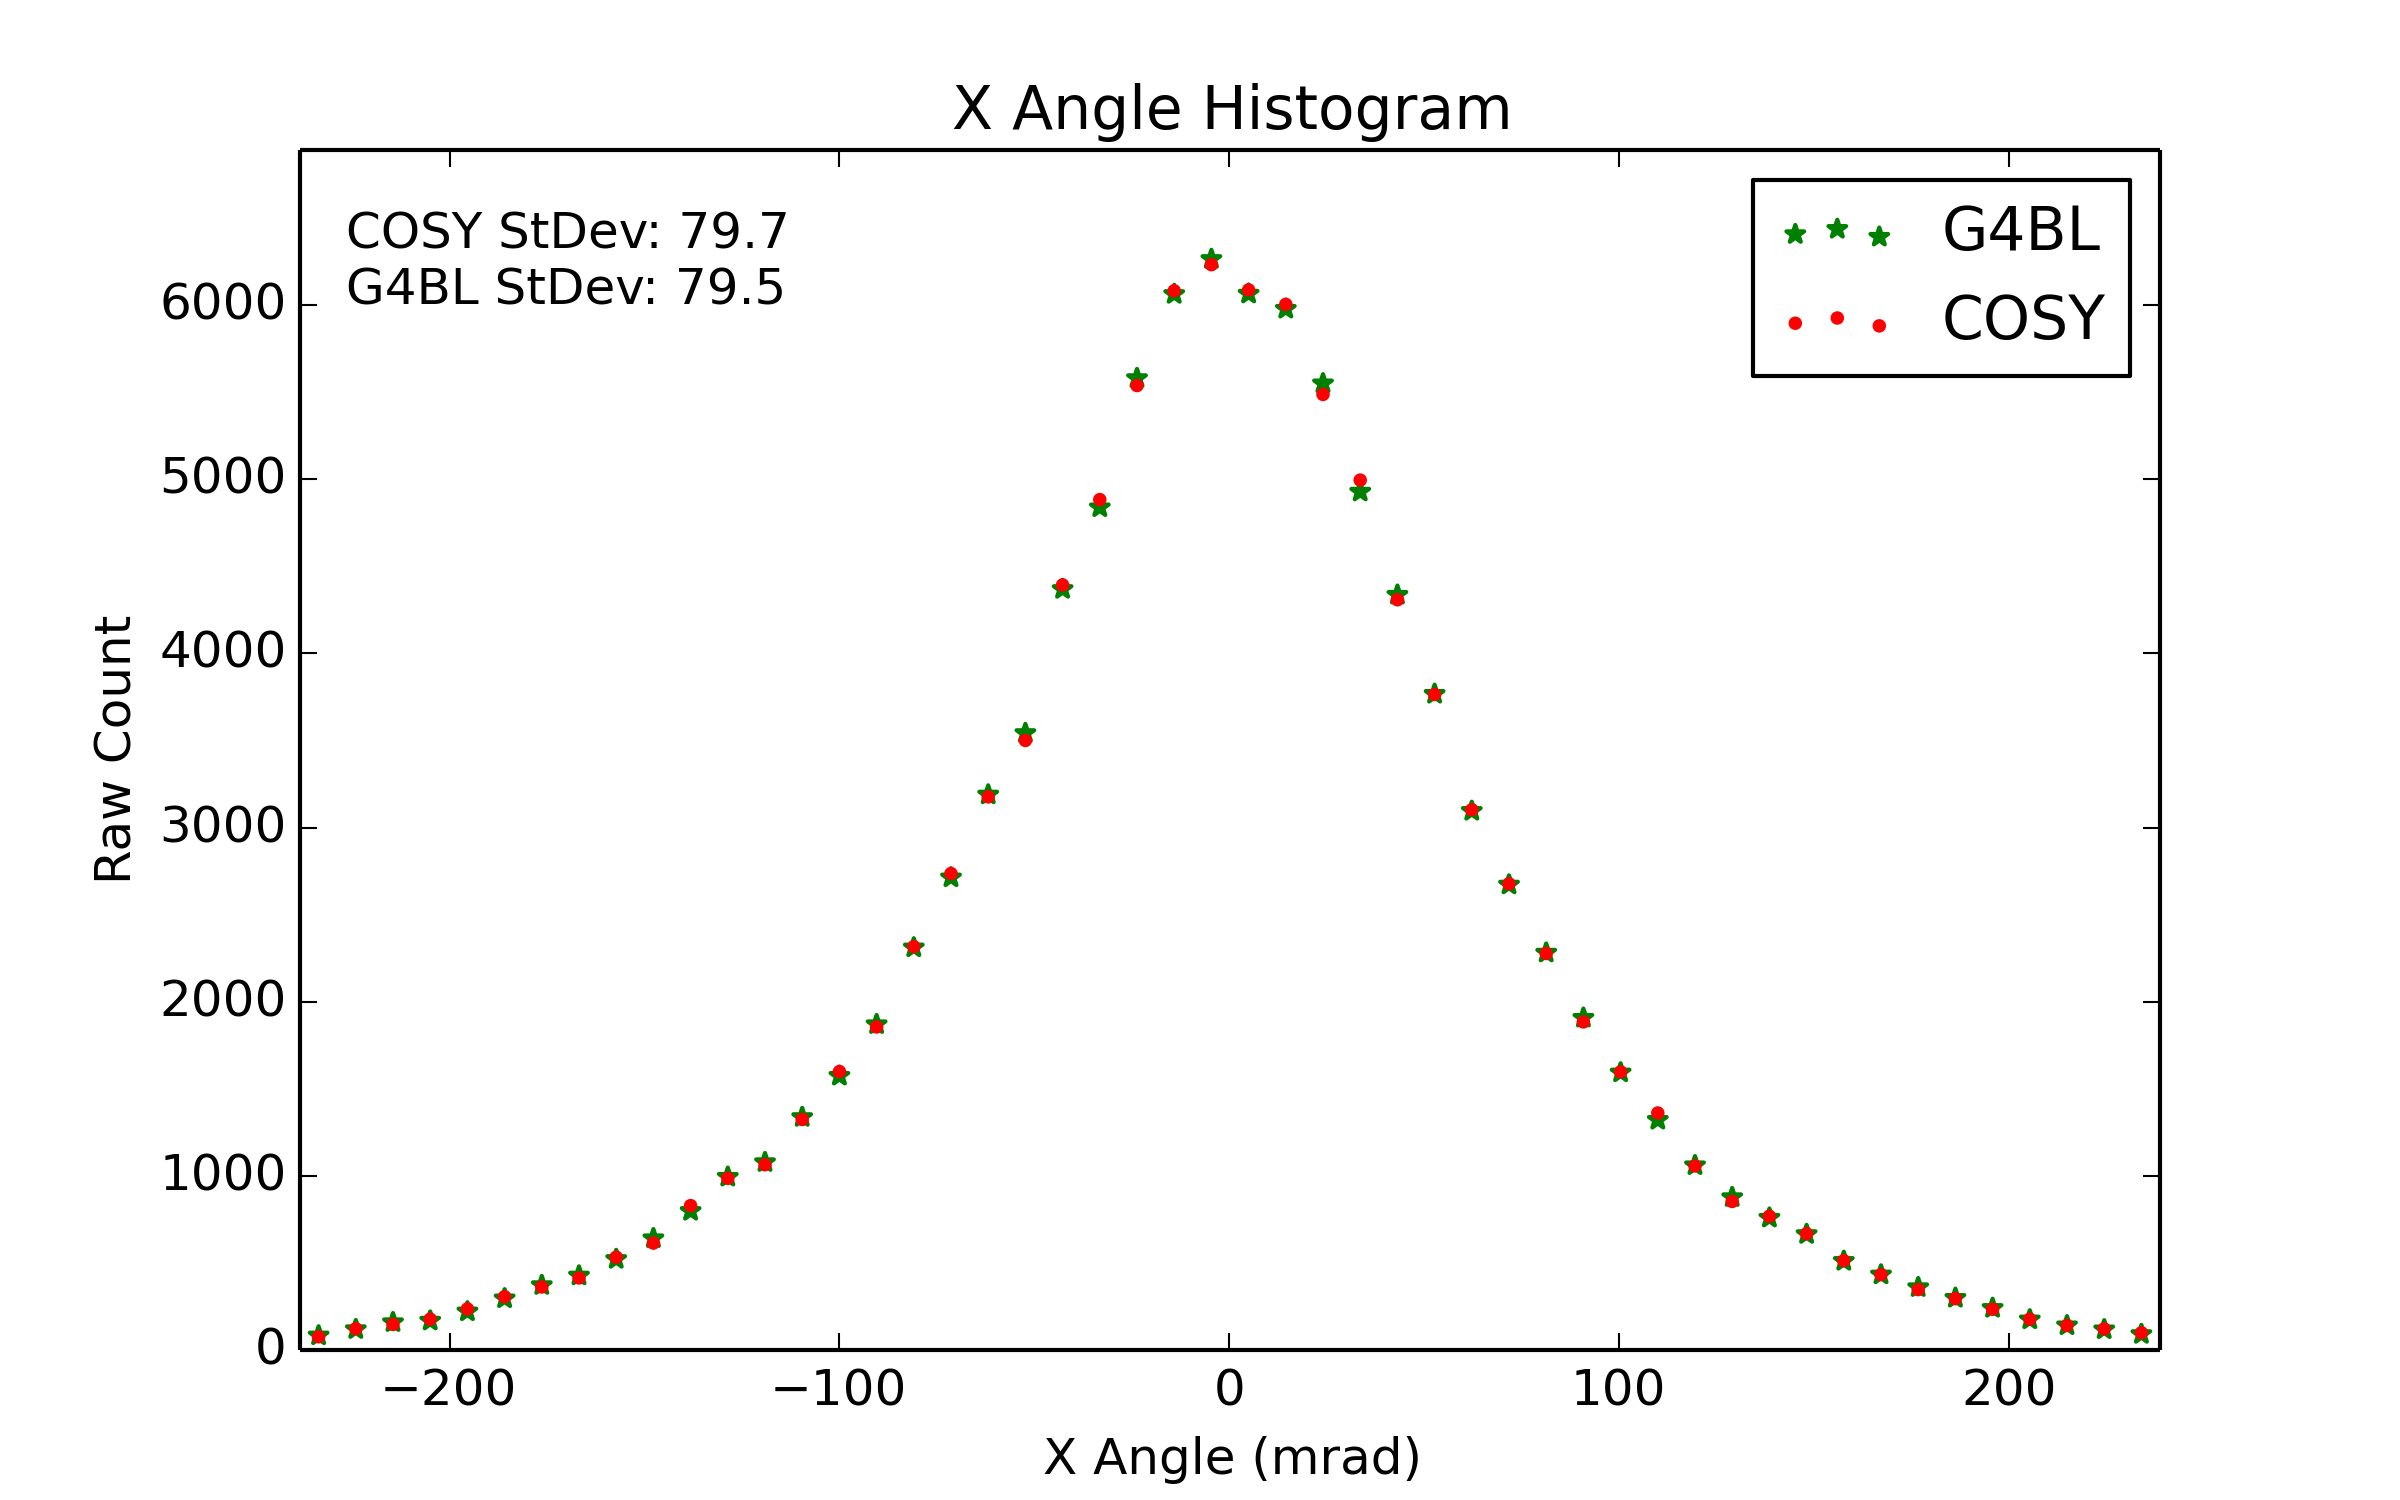 X Angle Histogram
COSY StDev: 79.7
G4BL StDev: 79.5
G4BL
COSY
Raw Count
6000
5000
4000
3000
2000
1000
0
−200 −100 0 100 200
X Angle (mrad)